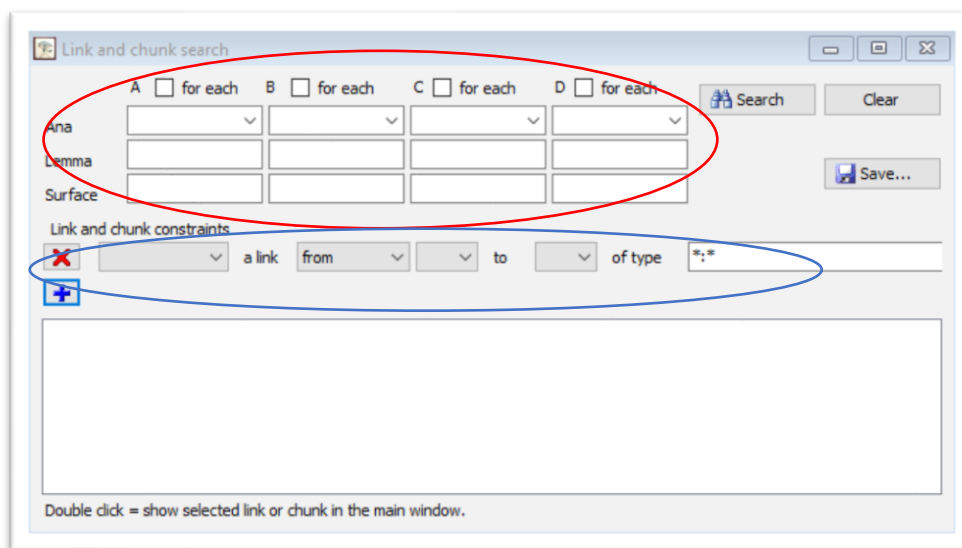 Link and chunk search
A for each B for each C for each D for each
Search Clear
Ana
Lemma
Save...
Surface
Link and chunk constraints
a link from to of type *:*
Double click = show selected link or chunk in the main window.